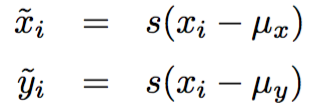 x̃ᵢ = s(xᵢ − μₓ)
ỹᵢ = s(xᵢ − μᵧ)